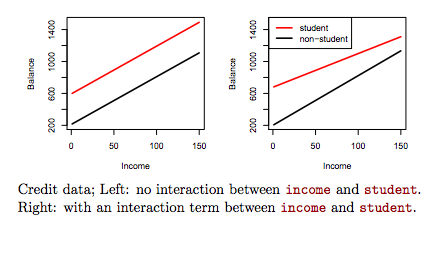 student
non-student
Balance
200 600 1000 1400
0 50 100 150
Income
Balance
200 600 1000 1400
0 50 100 150
Income
Credit data; Left: no interaction between income and student.
Right: with an interaction term between income and student.